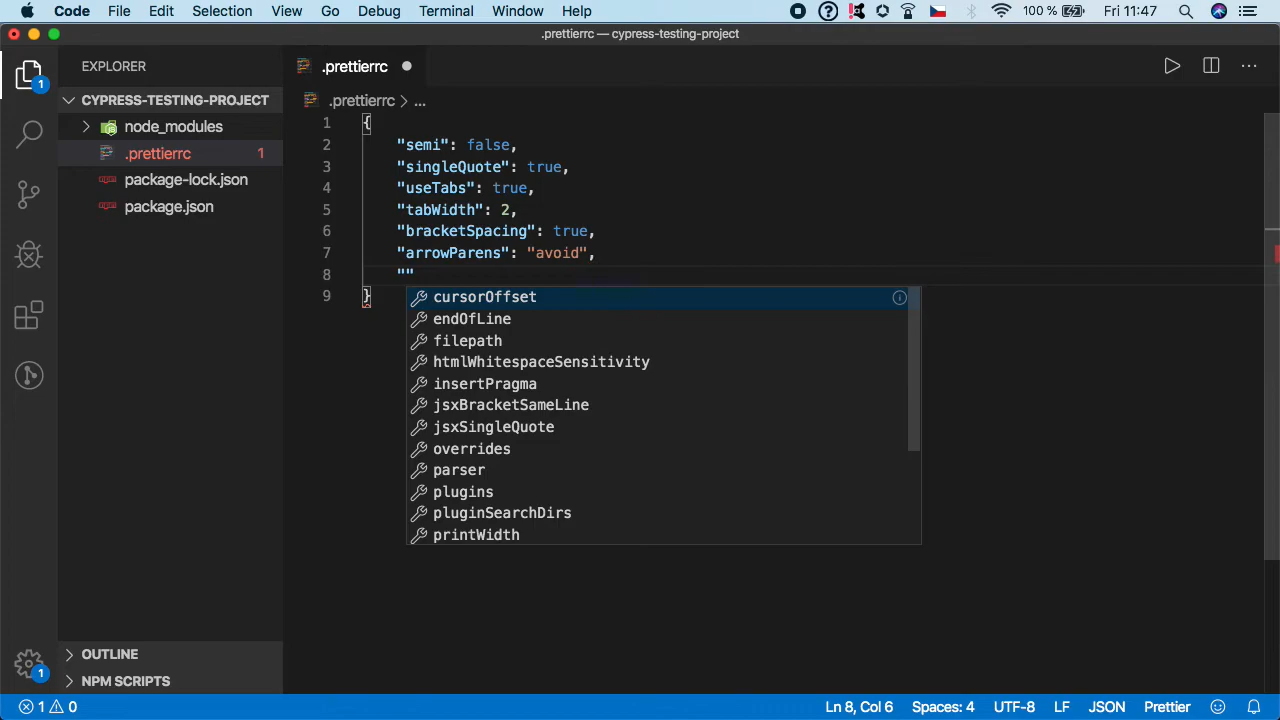 Code File Edit Selection View Go Debug Terminal Window Help 100 % Fri 11:47
.prettierrc — cypress-testing-project
EXPLORER
.prettierrc
1
CYPRESS-TESTING-PROJECT
.prettierrc > ...
node_modules
.prettierrc 1
package-lock.json
package.json
1 {
2 "semi": false,
3 "singleQuote": true,
4 "useTabs": true,
5 "tabWidth": 2,
6 "bracketSpacing": true,
7 "arrowParens": "avoid",
8 ""
9 }
cursorOffset
endOfLine
filepath
htmlWhitespaceSensitivity
insertPragma
jsxBracketSameLine
jsxSingleQuote
overrides
parser
plugins
pluginSearchDirs
printWidth
OUTLINE
1
NPM SCRIPTS
1 0 Ln 8, Col 6 Spaces: 4 UTF-8 LF JSON Prettier